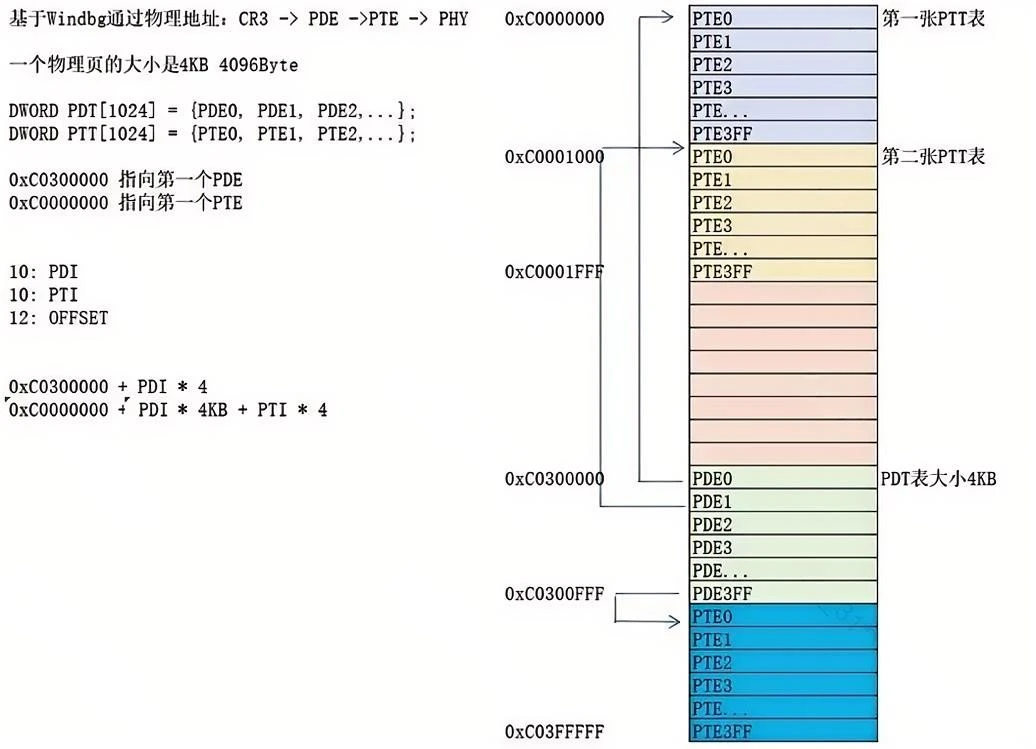 基于Windbg通过物理地址: CR3 -> PDE ->PTE -> PHY
一个物理页的大小是4KB 4096Byte
DWORD PDT[1024] = {PDE0, PDE1, PDE2,...};
DWORD PTT[1024] = {PTE0, PTE1, PTE2,...};
0xC0300000 指向第一个PDE
0xC0000000 指向第一个PTE
10: PDI
10: PTI
12: OFFSET
0xC0300000 + PDI * 4
0xC0000000 + PDI * 4KB + PTI * 4
0xC0000000 PTE0 第一张PTT表
PTE1
PTE2
PTE3
PTE...
PTE3FF
0xC0001000 PTE0 第二张PTT表
PTE1
PTE2
PTE3
PTE...
0xC0001FFF PTE3FF
0xC0300000 PDE0 PDT表大小4KB
PDE1
PDE2
PDE3
PDE...
0xC0300FFF PDE3FF
PTE0
PTE1
PTE2
PTE3
PTE...
0xC03FFFFF PTE3FF